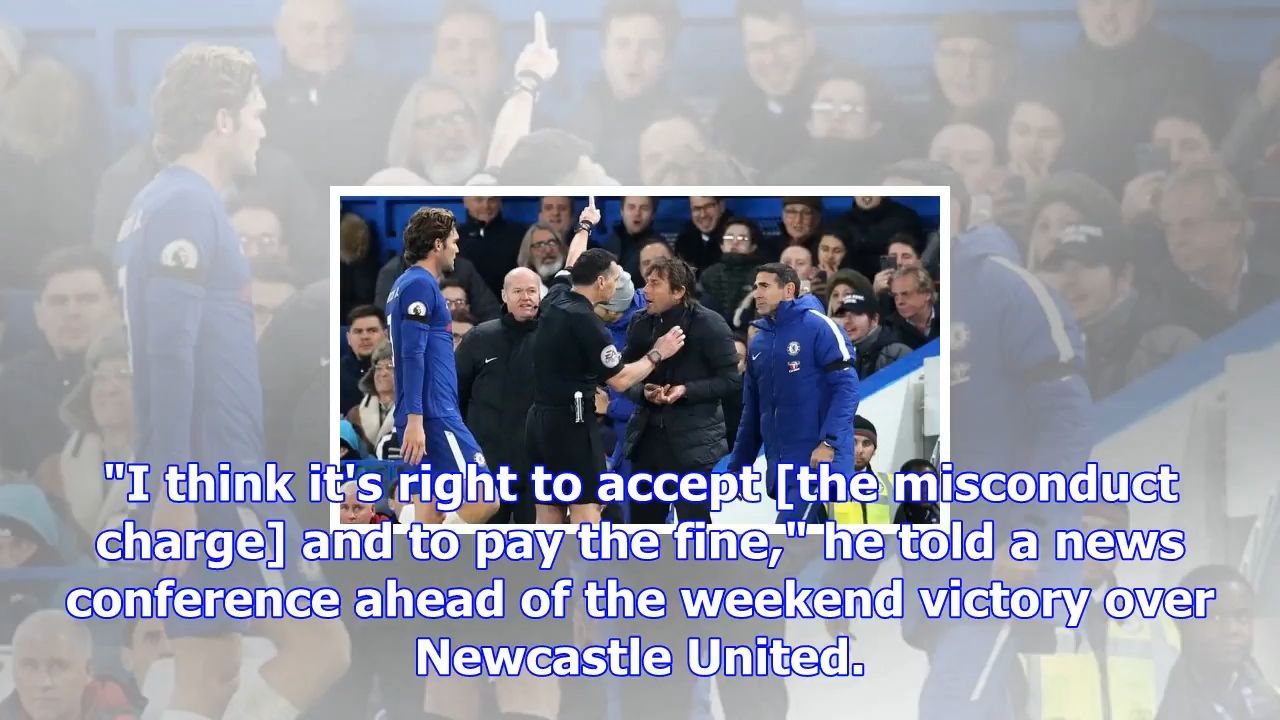 "I think it's right to accept [the misconduct
charge] and to pay the fine," he told a news
conference ahead of the weekend victory over
Newcastle United.